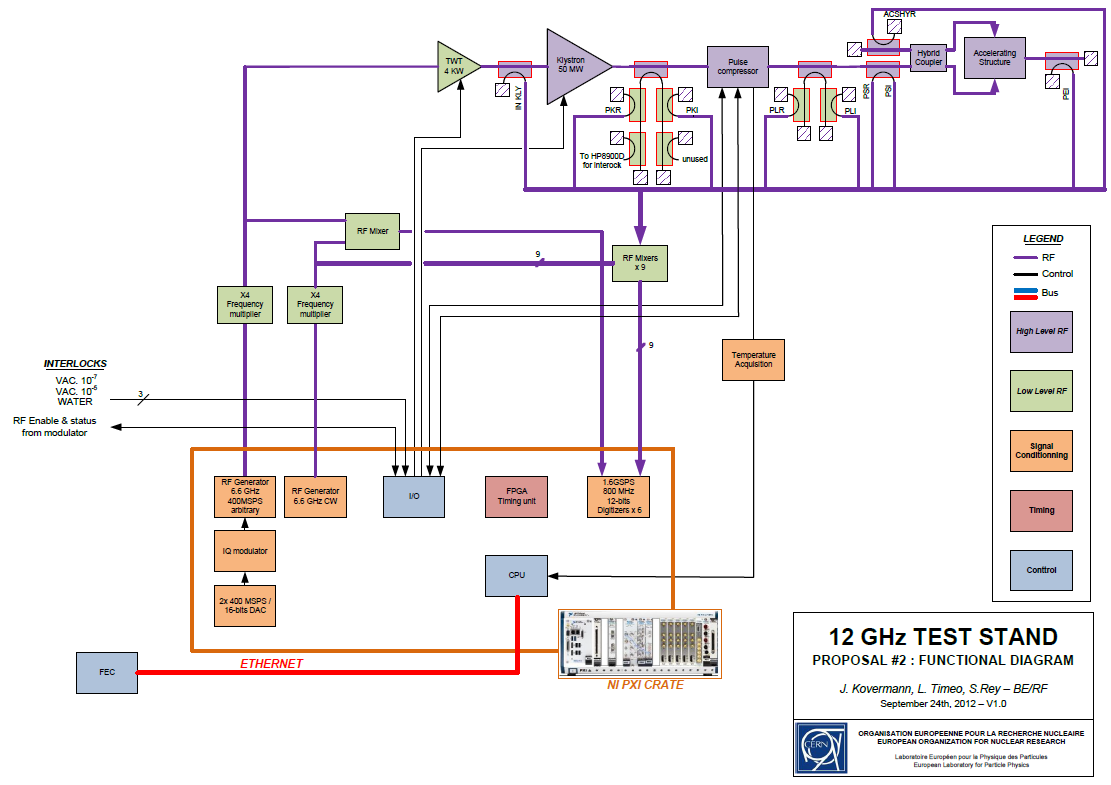 ACSHYR
TWT
4 KW
Klystron
50 MW
Pulse
compressor
Hybrid
Coupler
Accelerating
Structure
IN KLY
PKR
PKI
PLR
PLI
PSR
PSI
PEI
To HP8900D
for interock
unused
RF Mixer
9
RF Mixers
x 9
X4
Frequency
multiplier
X4
Frequency
multiplier
9
Temperature
Acquisition
INTERLOCKS
VAC. 10-7
VAC. 10-6
WATER
3
RF Enable & status
from modulator
RF Generator
6.6 GHz
400MSPS
arbitrary
RF Generator
6.6 GHz CW
I/O
FPGA
Timing unit
1.6GSPS
800 MHz
12-bits
Digitizers x 6
IQ modulator
CPU
2x 400 MSPS /
16-bits DAC
FEC
ETHERNET
NI PXI CRATE
LEGEND
RF
Control
Bus
High Level RF
Low Level RF
Signal
Conditionning
Timing
Conttrol
12 GHz TEST STAND
PROPOSAL #2 : FUNCTIONAL DIAGRAM
J. Kovermann, L. Timeo, S.Rey – BE/RF
September 24th, 2012 – V1.0
CERN
ORGANISATION EUROPEENNE POUR LA RECHERCHE NUCLEAIRE
EUROPEAN ORGANIZATION FOR NUCLEAR RESEARCH
Laboratoire Européen pour la Physique des Particules
European Laboratory for Particle Physics